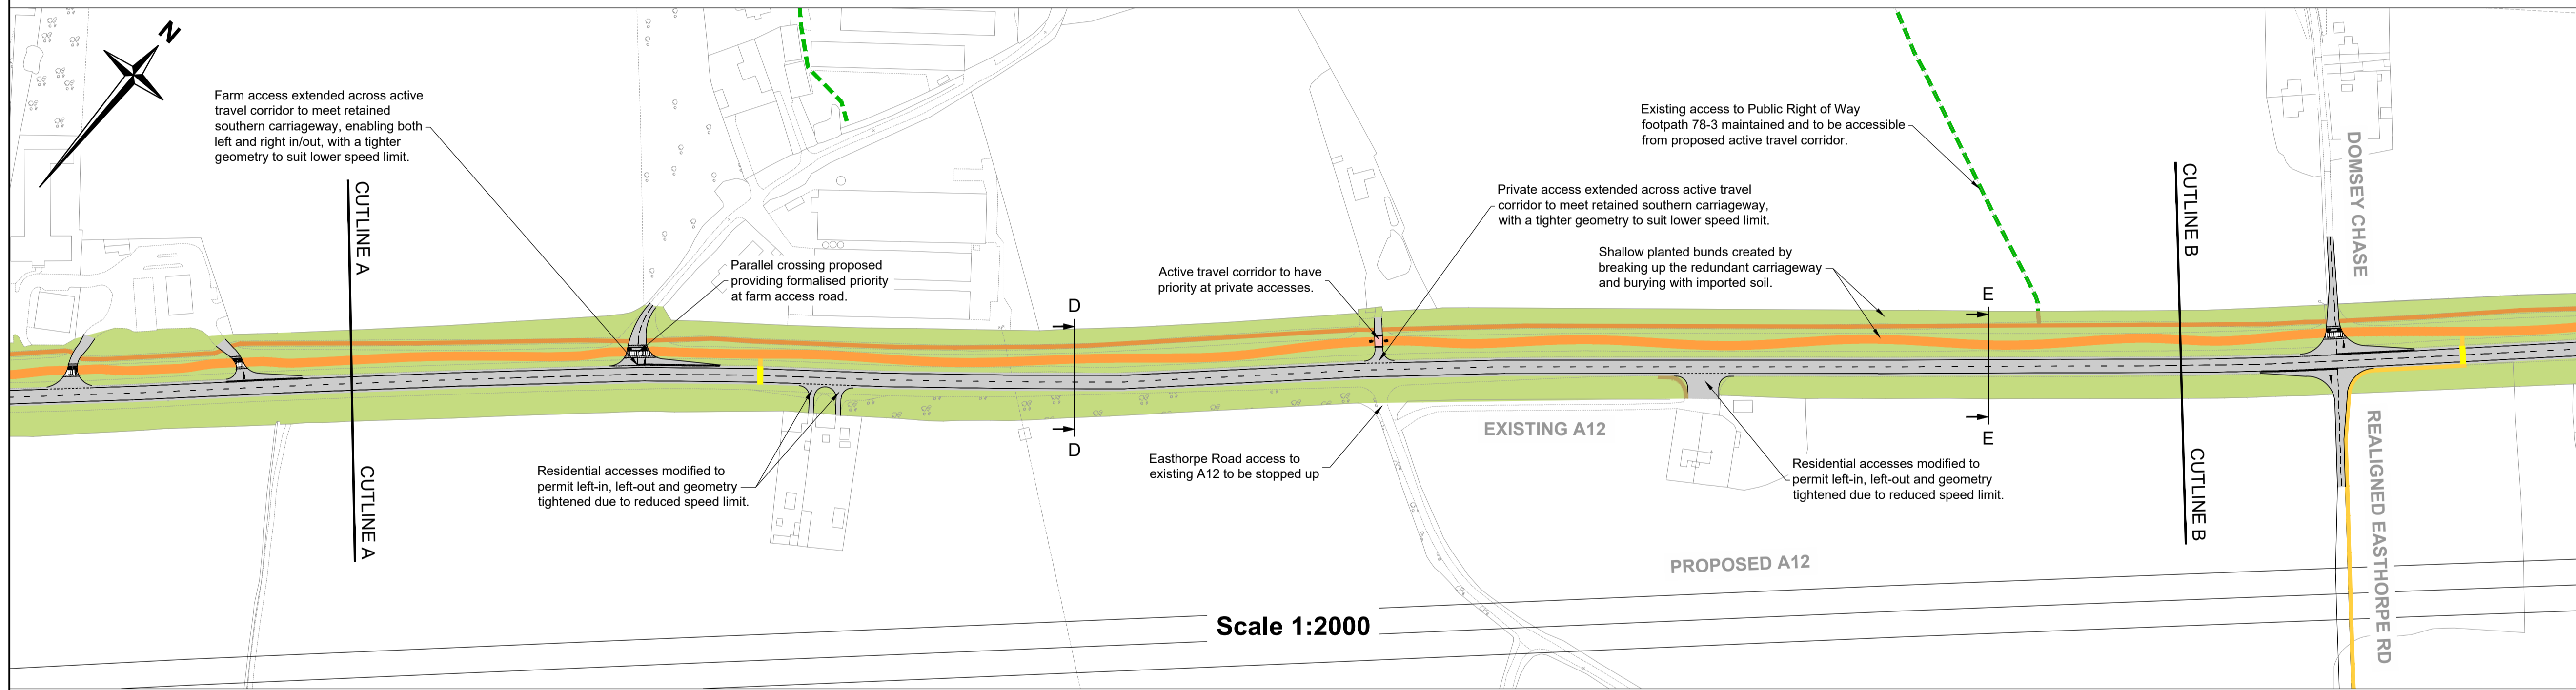 N
Farm access extended across active
travel corridor to meet retained
southern carriageway, enabling both
left and right in/out, with a tighter
geometry to suit lower speed limit.
CUTLINE A
CUTLINE A
Parallel crossing proposed
providing formalised priority
at farm access road.
Residential accesses modified to
permit left-in, left-out and geometry
tightened due to reduced speed limit.
D
D
Active travel corridor to have
priority at private accesses.
Easthorpe Road access to
existing A12 to be stopped up
Scale 1:2000
Private access extended across active travel
corridor to meet retained southern carriageway,
with a tighter geometry to suit lower speed limit.
Existing access to Public Right of Way
footpath 78-3 maintained and to be accessible
from proposed active travel corridor.
Shallow planted bunds created by
breaking up the redundant carriageway
and burying with imported soil.
EXISTING A12
PROPOSED A12
E
E
Residential accesses modified to
permit left-in, left-out and geometry
tightened due to reduced speed limit.
CUTLINE B
CUTLINE B
DOMSEY CHASE
REALIGNED EASTHORPE RD